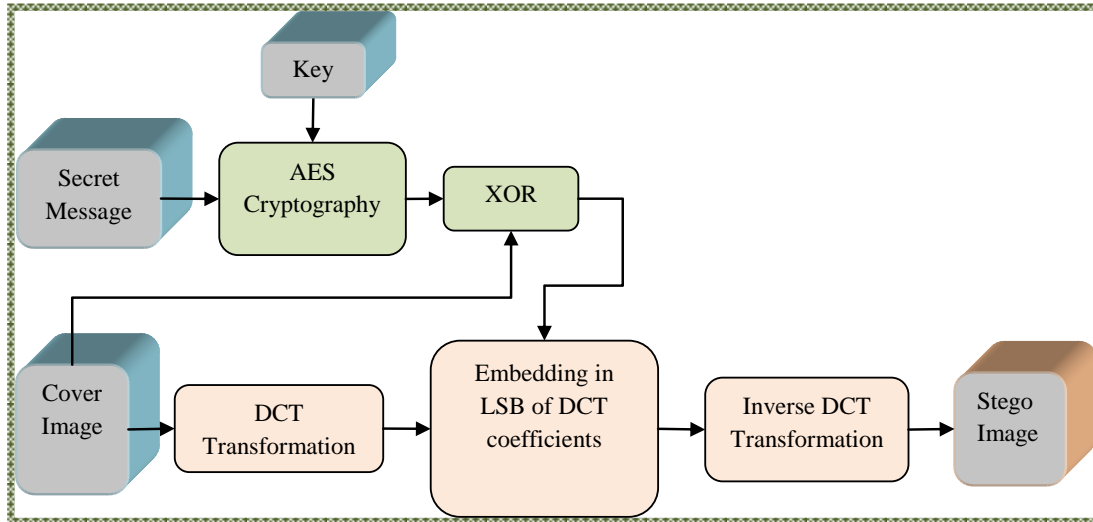 Key
Secret
Message
AES
Cryptography
XOR
Cover
Image
DCT
Transformation
Embedding in
LSB of DCT
coefficients
Inverse DCT
Transformation
Stego
Image